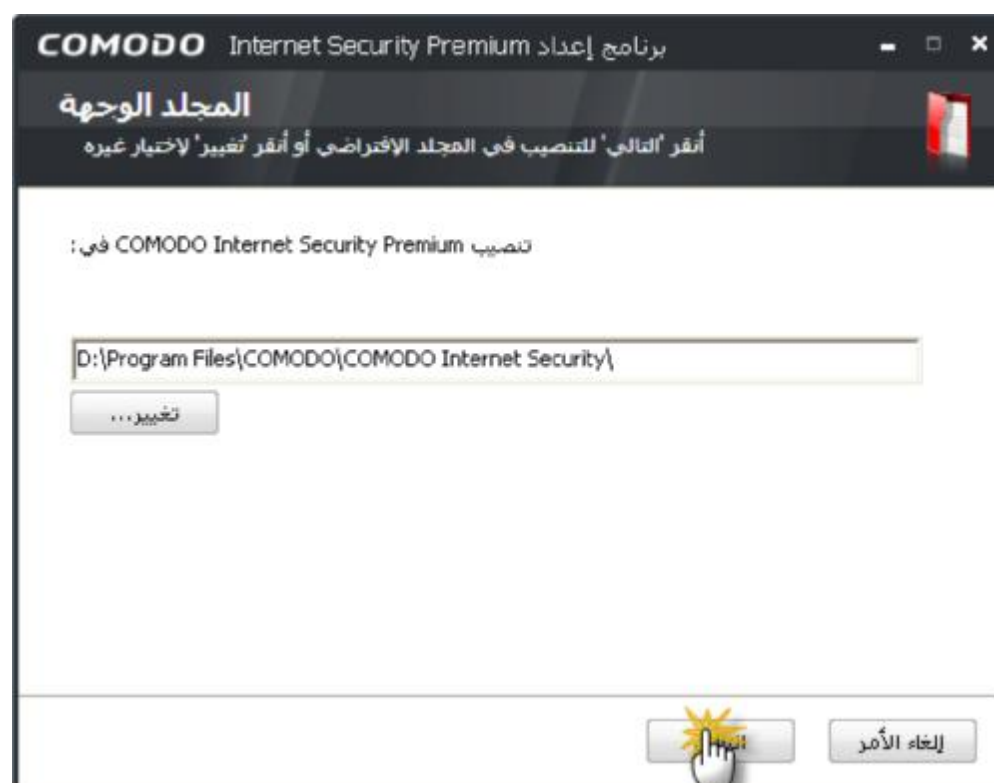 COMODO Internet Security Premium برنامج إعداد
المجلد الوجهة
أنقر 'التالي' للتنصيب في المجلد الإفتراضي أو أنقر 'تغيير' لاختيار غيره
تنصيب COMODO Internet Security Premium في:
D:\Program Files\COMODO\COMODO Internet Security\
تغيير...
إلغاء الأمر